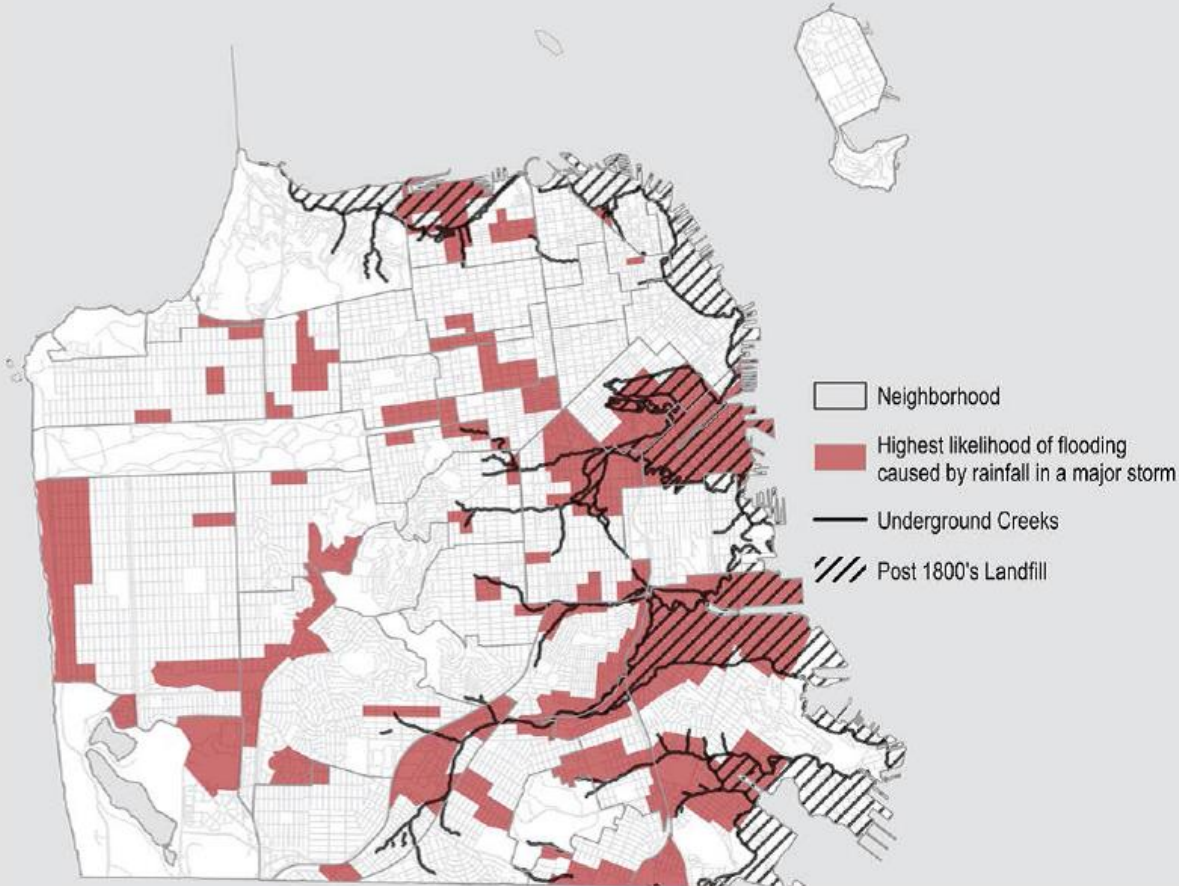 Neighborhood
Highest likelihood of flooding
caused by rainfall in a major storm
Underground Creeks
Post 1800's Landfill